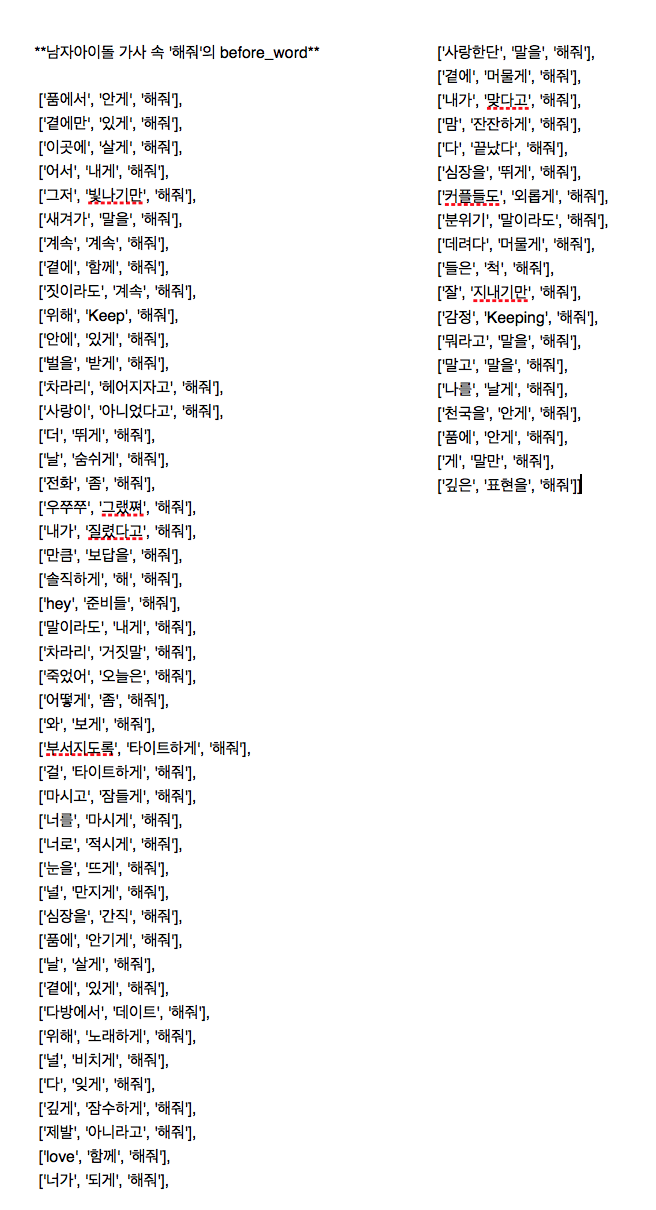 **남자아이돌 가사 속 '해줘'의 before_word**
['품에서', '안게', '해줘'],
['곁에만', '있게', '해줘'],
['이곳에', '살게', '해줘'],
['어서', '내게', '해줘'],
['그저', '빛나기만', '해줘'],
['새겨가', '말을', '해줘'],
['계속', '계속', '해줘'],
['곁에', '함께', '해줘'],
['짓이라도', '계속', '해줘'],
['위해', 'Keep', '해줘'],
['안에', '있게', '해줘'],
['벌을', '받게', '해줘'],
['차라리', '헤어지자고', '해줘'],
['사랑이', '아니었다고', '해줘'],
['더', '뛰게', '해줘'],
['날', '숨쉬게', '해줘'],
['전화', '좀', '해줘'],
['우쭈쭈', '그랬쪄', '해줘'],
['내가', '질렸다고', '해줘'],
['만큼', '보답을', '해줘'],
['솔직하게', '해', '해줘'],
['hey', '준비들', '해줘'],
['말이라도', '내게', '해줘'],
['차라리', '거짓말', '해줘'],
['죽었어', '오늘은', '해줘'],
['어떻게', '좀', '해줘'],
['와', '보게', '해줘'],
['부서지도록', '타이트하게', '해줘'],
['걸', '타이트하게', '해줘'],
['마시고', '잠들게', '해줘'],
['너를', '마시게', '해줘'],
['너로', '적시게', '해줘'],
['눈을', '뜨게', '해줘'],
['널', '만지게', '해줘'],
['심장을', '간직', '해줘'],
['품에', '안기게', '해줘'],
['날', '살게', '해줘'],
['곁에', '있게', '해줘'],
['다방에서', '데이트', '해줘'],
['위해', '노래하게', '해줘'],
['널', '비치게', '해줘'],
['다', '잊게', '해줘'],
['깊게', '잠수하게', '해줘'],
['제발', '아니라고', '해줘'],
['love', '함께', '해줘'],
['너가', '되게', '해줘'],
['사랑한단', '말을', '해줘'],
['곁에', '머물게', '해줘'],
['내가', '맞다고', '해줘'],
['맘', '잔잔하게', '해줘'],
['다', '끝났다', '해줘'],
['심장을', '뛰게', '해줘'],
['커플들도', '외롭게', '해줘'],
['분위기', '말이라도', '해줘'],
['데려다', '머물게', '해줘'],
['들은', '척', '해줘'],
['잘', '지내기만', '해줘'],
['감정', 'Keeping', '해줘'],
['뭐라고', '말을', '해줘'],
['말고', '말을', '해줘'],
['나를', '날게', '해줘'],
['천국을', '안게', '해줘'],
['품에', '안게', '해줘'],
['게', '말만', '해줘'],
['깊은', '표현을', '해줘']]